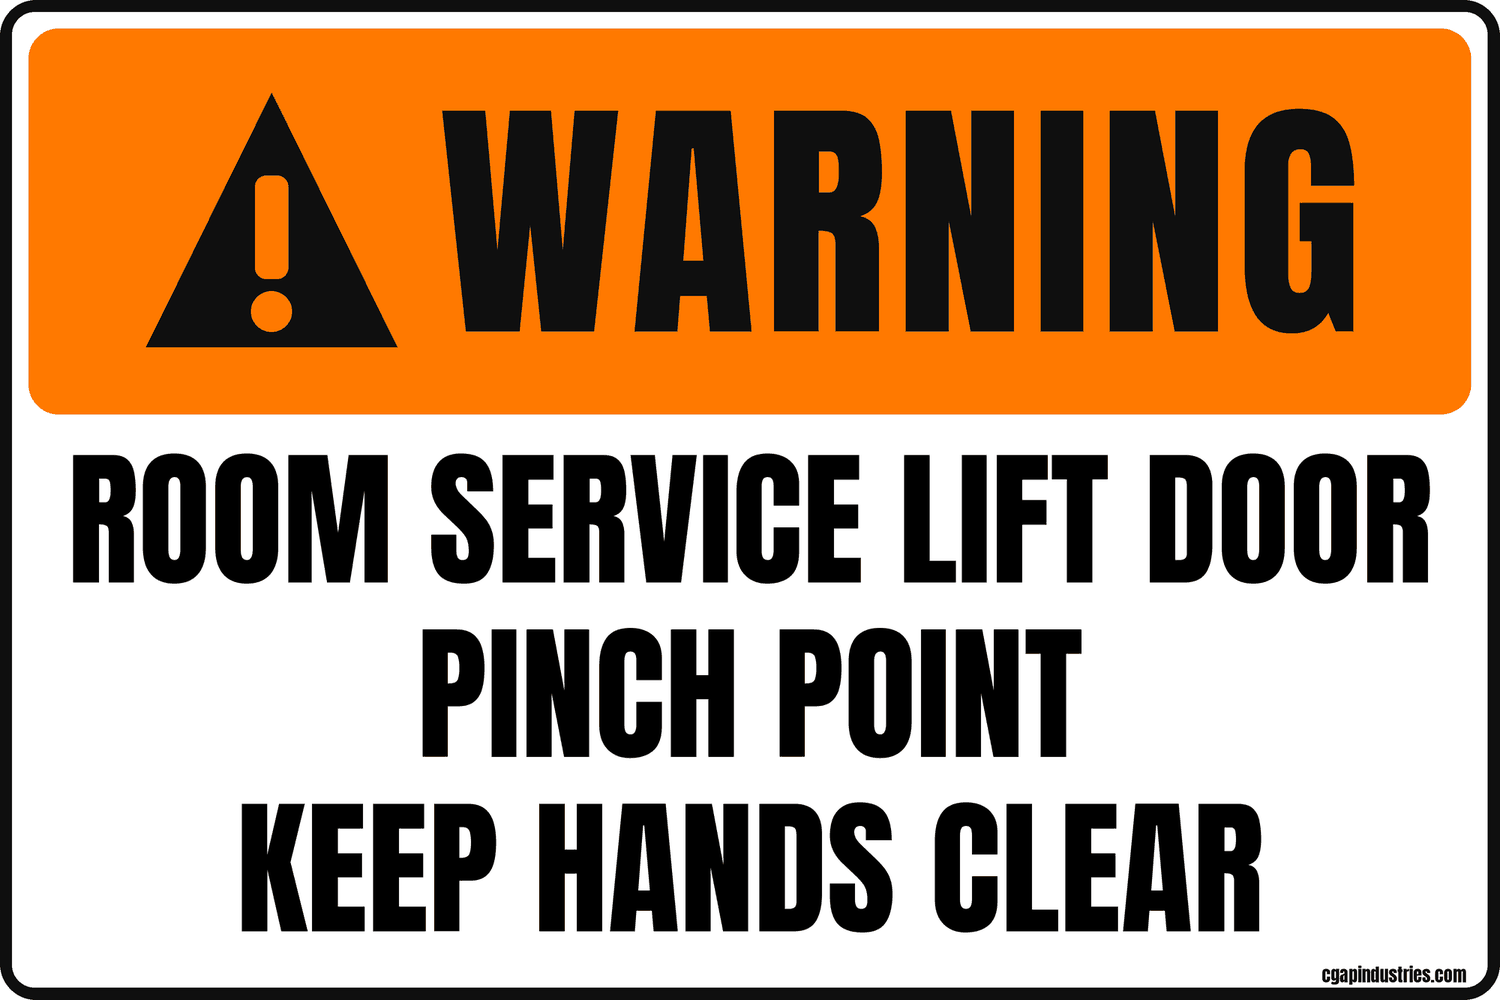 WARNING
ROOM SERVICE LIFT DOOR
PINCH POINT
KEEP HANDS CLEAR
cgapindustries.com